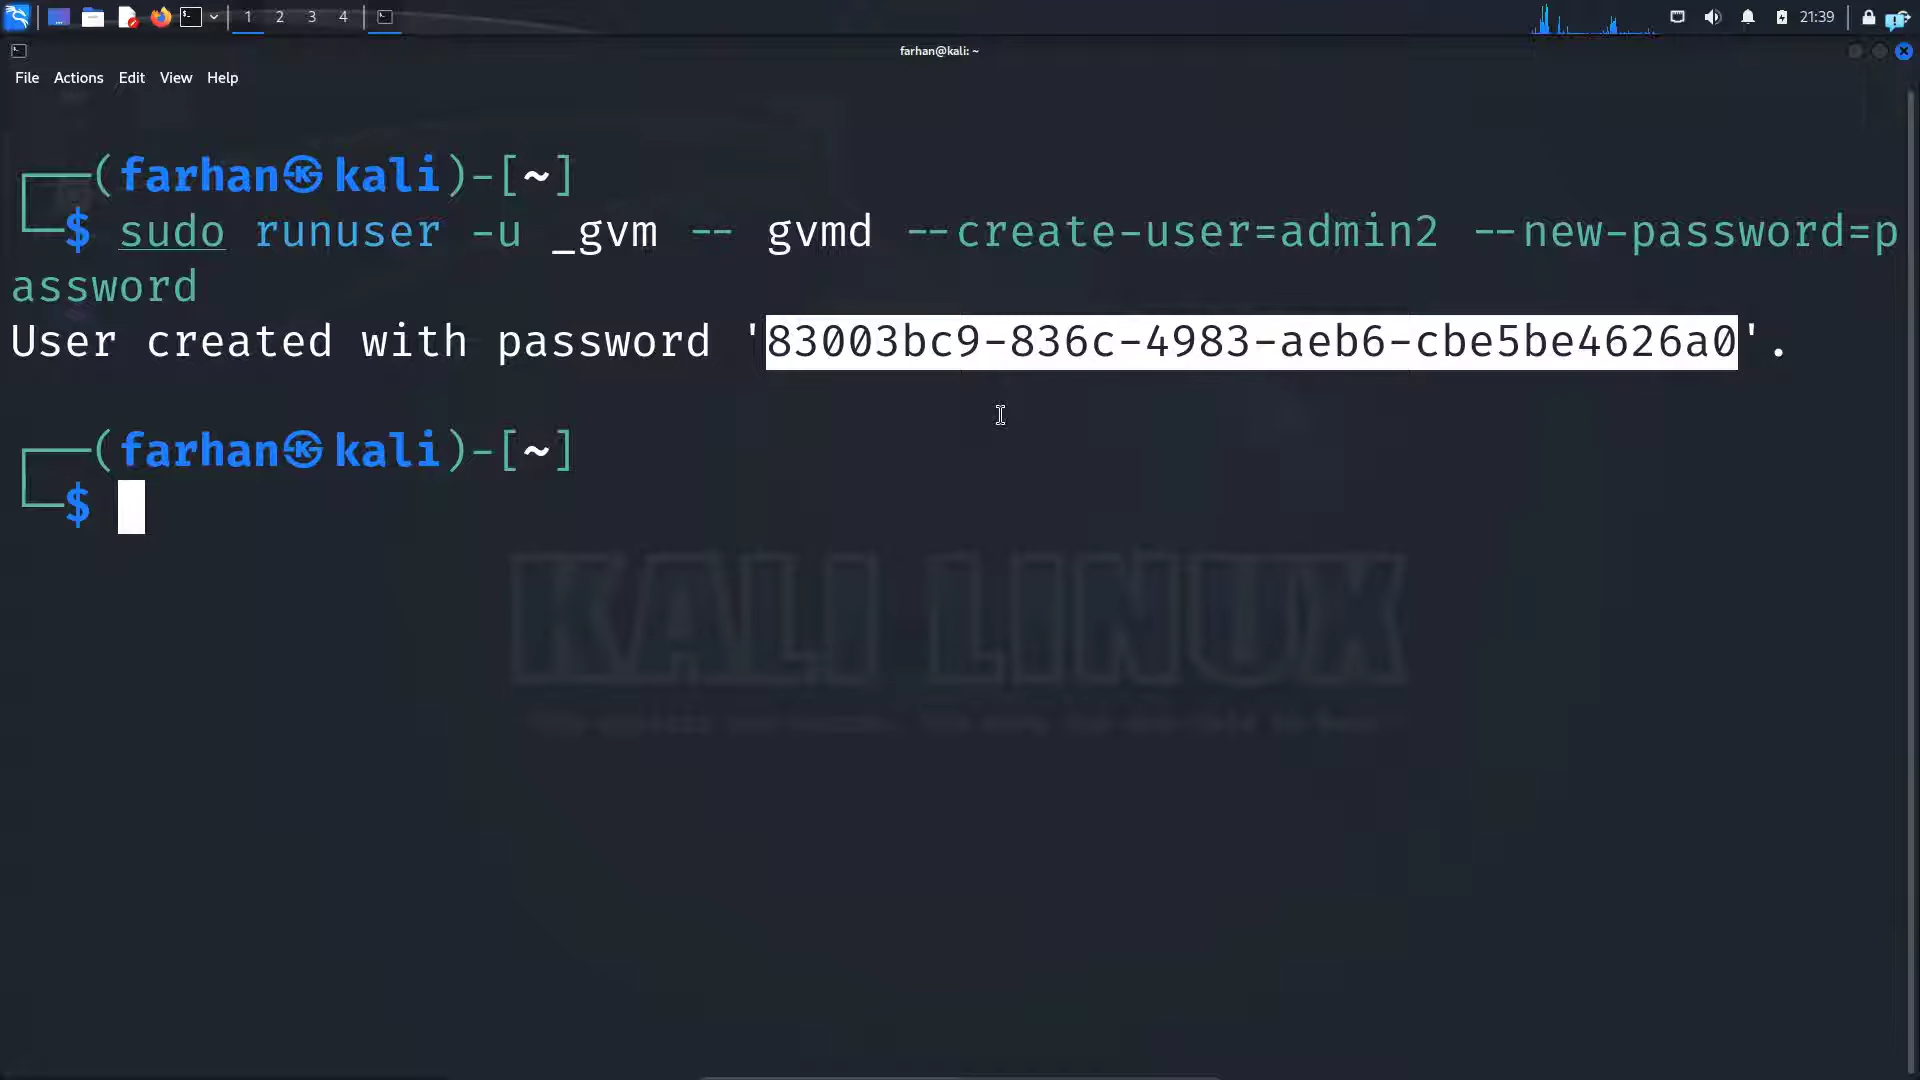 1 2 3 4 21:39
farhan@kali: ~
File Actions Edit View Help
(farhan㉿kali)-[~]
$ sudo runuser -u _gvm -- gvmd --create-user=admin2 --new-password=p
assword
User created with password '83003bc9-836c-4983-aeb6-cbe5be4626a0'.
(farhan㉿kali)-[~]
$
KALI LINUX